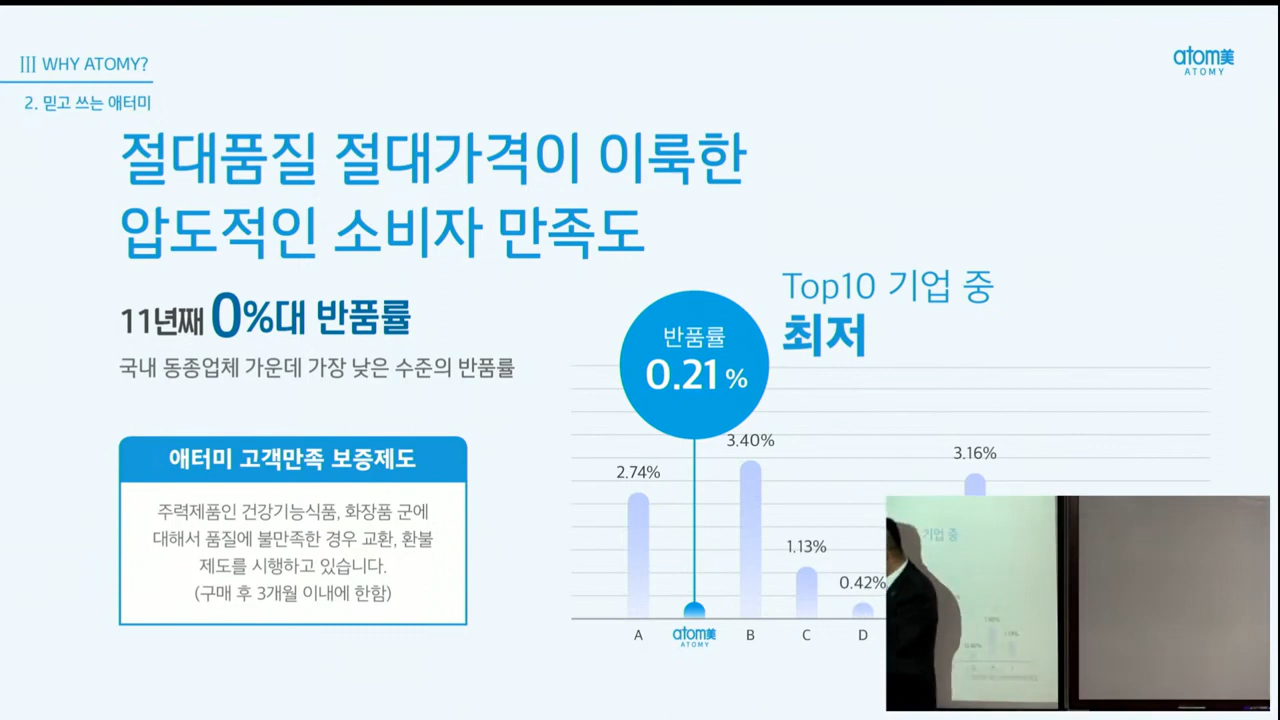 III WHY ATOMY?
2. 믿고 쓰는 애터미
atom美
ATOMY
절대품질 절대가격이 이룩한
압도적인 소비자 만족도
11년째 0%대 반품률
국내 동종업체 가운데 가장 낮은 수준의 반품률
Top10 기업 중
최저
반품률
0.21 %
애터미 고객만족 보증제도
주력제품인 건강기능식품, 화장품 군에
대해서 품질에 불만족한 경우 교환, 환불
제도를 시행하고 있습니다.
(구매 후 3개월 이내에 한함)
2.74%
3.40%
1.13%
0.42%
3.16%
A
atom美
ATOMY
B
C
D
기업 중